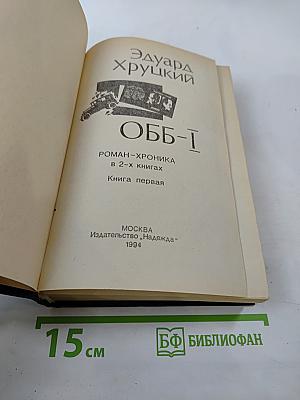 Эдуард
ХРУЦКИЙ
ОББ-I
РОМАН-ХРОНИКА
в 2-х книгах
Книга первая
МОСКВА
Издательство „Надежда"
1994
15 см
БФ БИБЛИОФАН